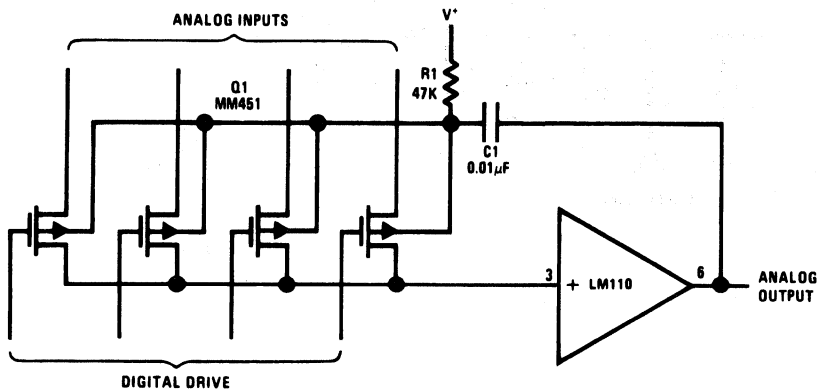 ANALOG INPUTS
V+
R1
47K
Q1
MM451
C1
0.01μF
3
+
LM110
6
ANALOG
OUTPUT
DIGITAL DRIVE